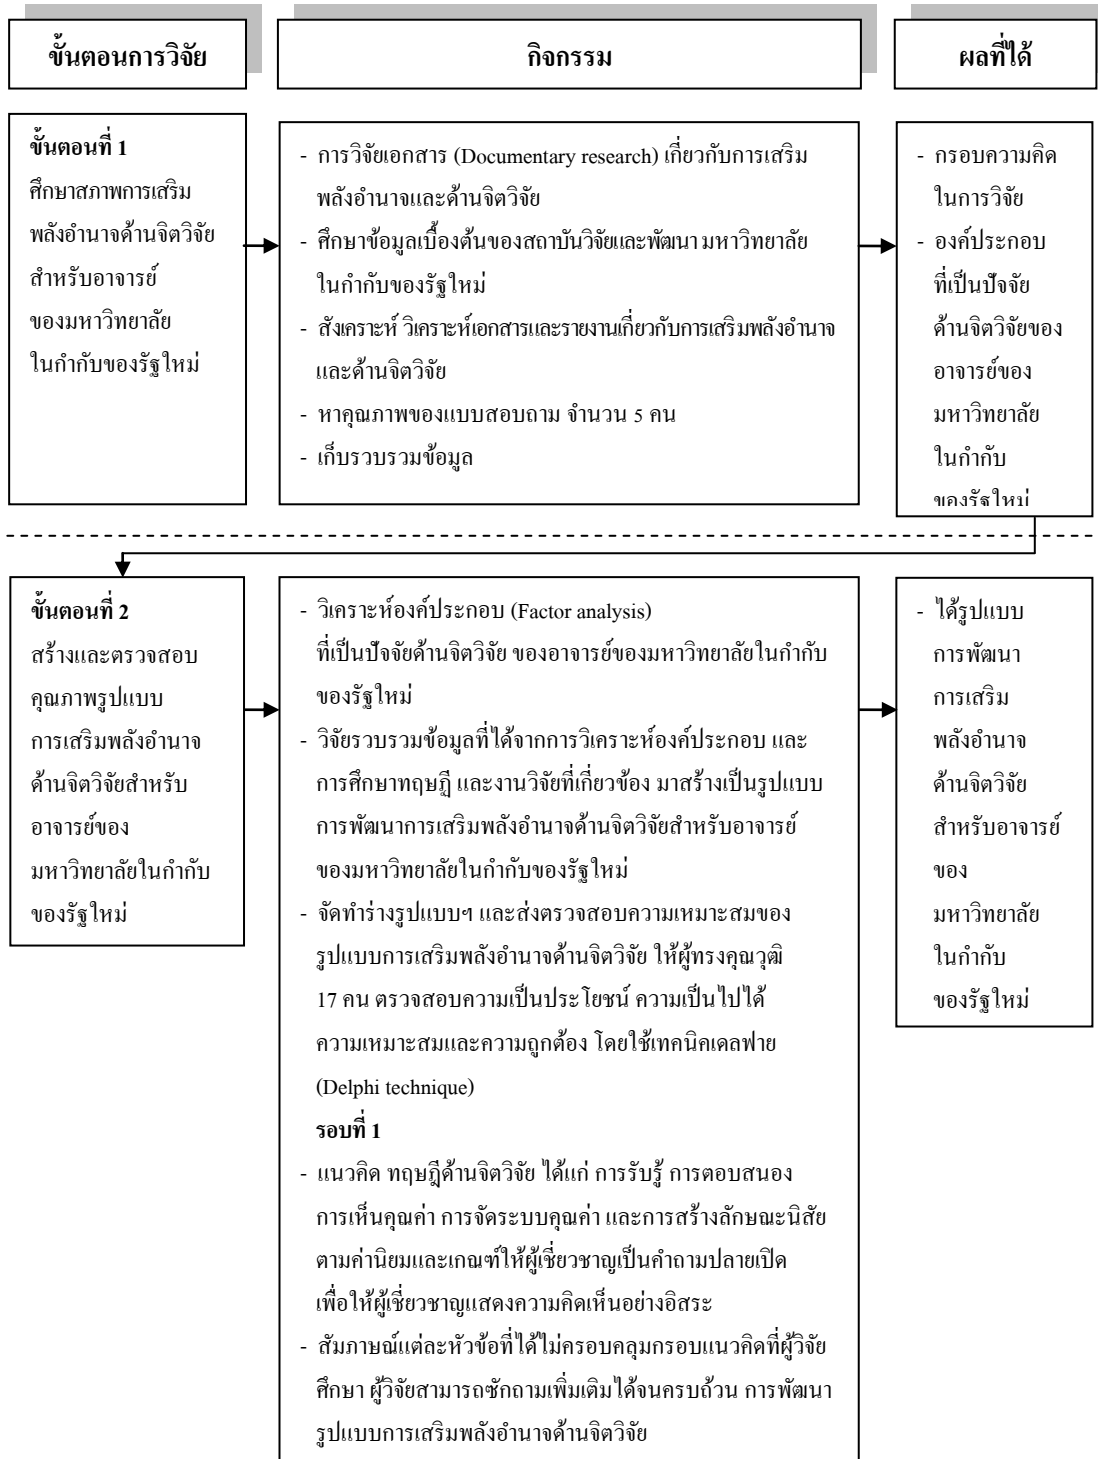 ขั้นตอนการวิจัย
กิจกรรม
ผลที่ได้
ขั้นตอนที่ 1
ศึกษาสภาพการเสริม
พลังอำนาจด้านจิตวิจัย
สำหรับอาจารย์
ของมหาวิทยาลัย
ในกำกับของรัฐใหม่
- การวิจัยเอกสาร (Documentary research) เกี่ยวกับการเสริม
พลังอำนาจและด้านจิตวิจัย
- ศึกษาข้อมูลเบื้องต้นของสถาบันวิจัยและพัฒนา มหาวิทยาลัย
ในกำกับของรัฐใหม่
- สังเคราะห์ วิเคราะห์เอกสารและรายงานเกี่ยวกับการเสริมพลังอำนาจ
และด้านจิตวิจัย
- หาคุณภาพของแบบสอบถาม จำนวน 5 คน
- เก็บรวบรวมข้อมูล
- กรอบความคิด
ในการวิจัย
- องค์ประกอบ
ที่เป็นปัจจัย
ด้านจิตวิจัยของ
อาจารย์ของ
มหาวิทยาลัย
ในกำกับ
ของรัฐใหม่
ขั้นตอนที่ 2
สร้างและตรวจสอบ
คุณภาพรูปแบบ
การเสริมพลังอำนาจ
ด้านจิตวิจัยสำหรับ
อาจารย์ของ
มหาวิทยาลัยในกำกับ
ของรัฐใหม่
- วิเคราะห์องค์ประกอบ (Factor analysis)
ที่เป็นปัจจัยด้านจิตวิจัย ของอาจารย์ของมหาวิทยาลัยในกำกับ
ของรัฐใหม่
- วิจัยรวบรวมข้อมูลที่ได้จากการวิเคราะห์องค์ประกอบ และ
การศึกษาทฤษฎี และงานวิจัยที่เกี่ยวข้อง มาสร้างเป็นรูปแบบ
การพัฒนาการเสริมพลังอำนาจด้านจิตวิจัยสำหรับอาจารย์
ของมหาวิทยาลัยในกำกับของรัฐใหม่
- จัดทำร่างรูปแบบฯ และส่งตรวจสอบความเหมาะสมของ
รูปแบบการเสริมพลังอำนาจด้านจิตวิจัย ให้ผู้ทรงคุณวุฒิ
17 คน ตรวจสอบความเป็นประโยชน์ ความเป็นไปได้
ความเหมาะสมและความถูกต้อง โดยใช้เทคนิคเดลฟาย
(Delphi technique)
รอบที่ 1
- แนวคิด ทฤษฎีด้านจิตวิจัย ได้แก่ การรับรู้ การตอบสนอง
การเห็นคุณค่า การจัดระบบคุณค่า และการสร้างลักษณะนิสัย
ตามค่านิยมและเกณฑ์ให้ผู้เชี่ยวชาญเป็นคำถามปลายเปิด
เพื่อให้ผู้เชี่ยวชาญแสดงความคิดเห็นอย่างอิสระ
- สัมภาษณ์แต่ละหัวข้อที่ได้ไม่ครอบคลุมกรอบแนวคิดที่ผู้วิจัย
ศึกษา ผู้วิจัยสามารถซักถามเพิ่มเติมได้จนครบถ้วน การพัฒนา
รูปแบบการเสริมพลังอำนาจด้านจิตวิจัย
- ได้รูปแบบ
การพัฒนา
การเสริม
พลังอำนาจ
ด้านจิตวิจัย
สำหรับอาจารย์
ของ
มหาวิทยาลัย
ในกำกับ
ของรัฐใหม่